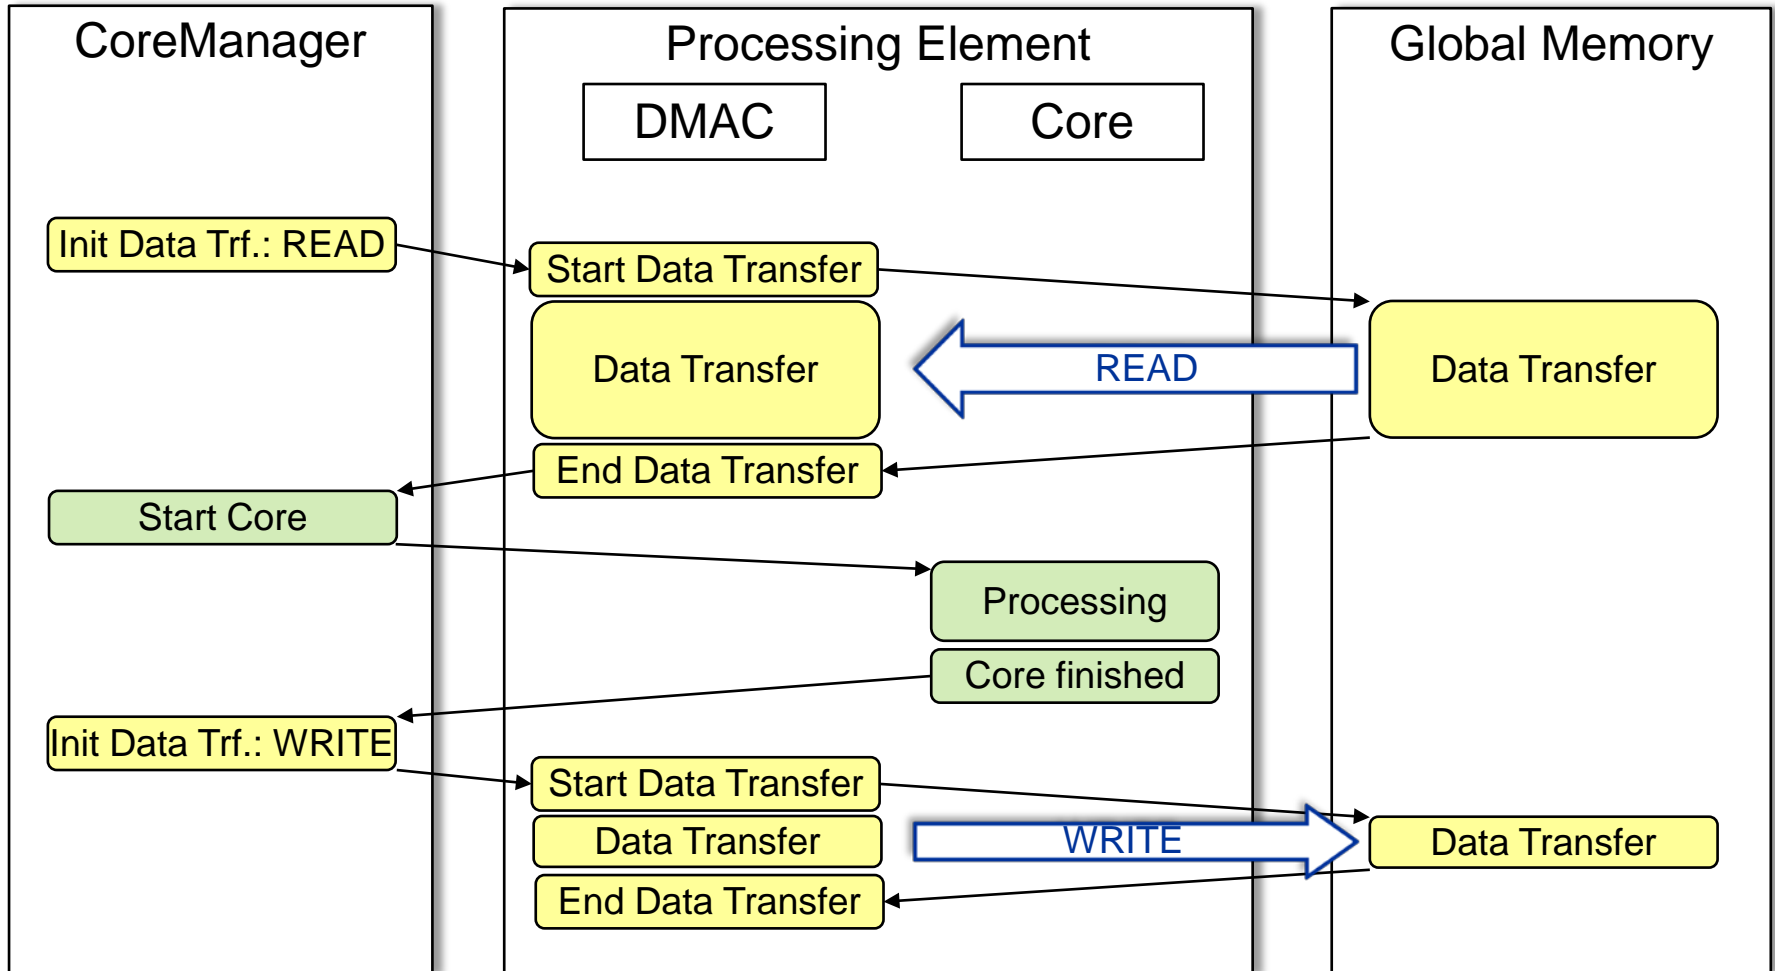 CoreManager
Processing Element
Global Memory
DMAC
Core
Init Data Trf.: READ
Start Data Transfer
Data Transfer
READ
Data Transfer
End Data Transfer
Start Core
Processing
Core finished
Init Data Trf.: WRITE
Start Data Transfer
Data Transfer
WRITE
Data Transfer
End Data Transfer